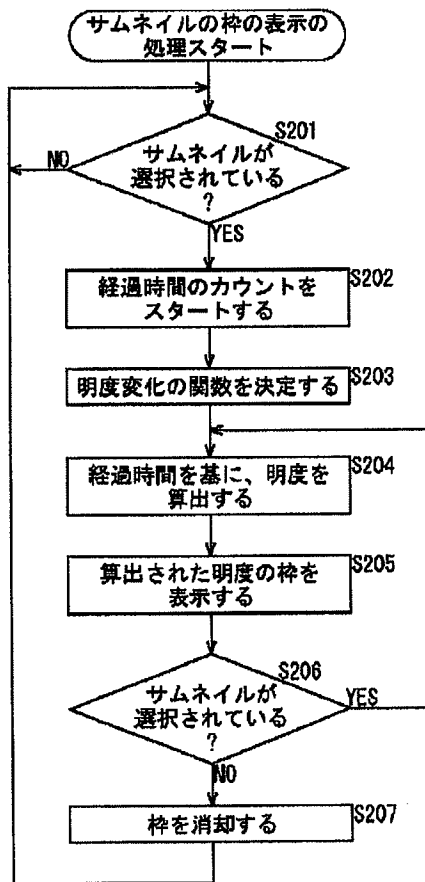 サムネイルの枠の表示の
処理スタート
S201
NO
サムネイルが
選択されている
?
YES
経過時間のカウントを
スタートする
S202
明度変化の関数を決定する
S203
経過時間を基に、明度を
算出する
S204
算出された明度の枠を
表示する
S205
S206
サムネイルが
選択されている
?
YES
NO
枠を消却する
S207